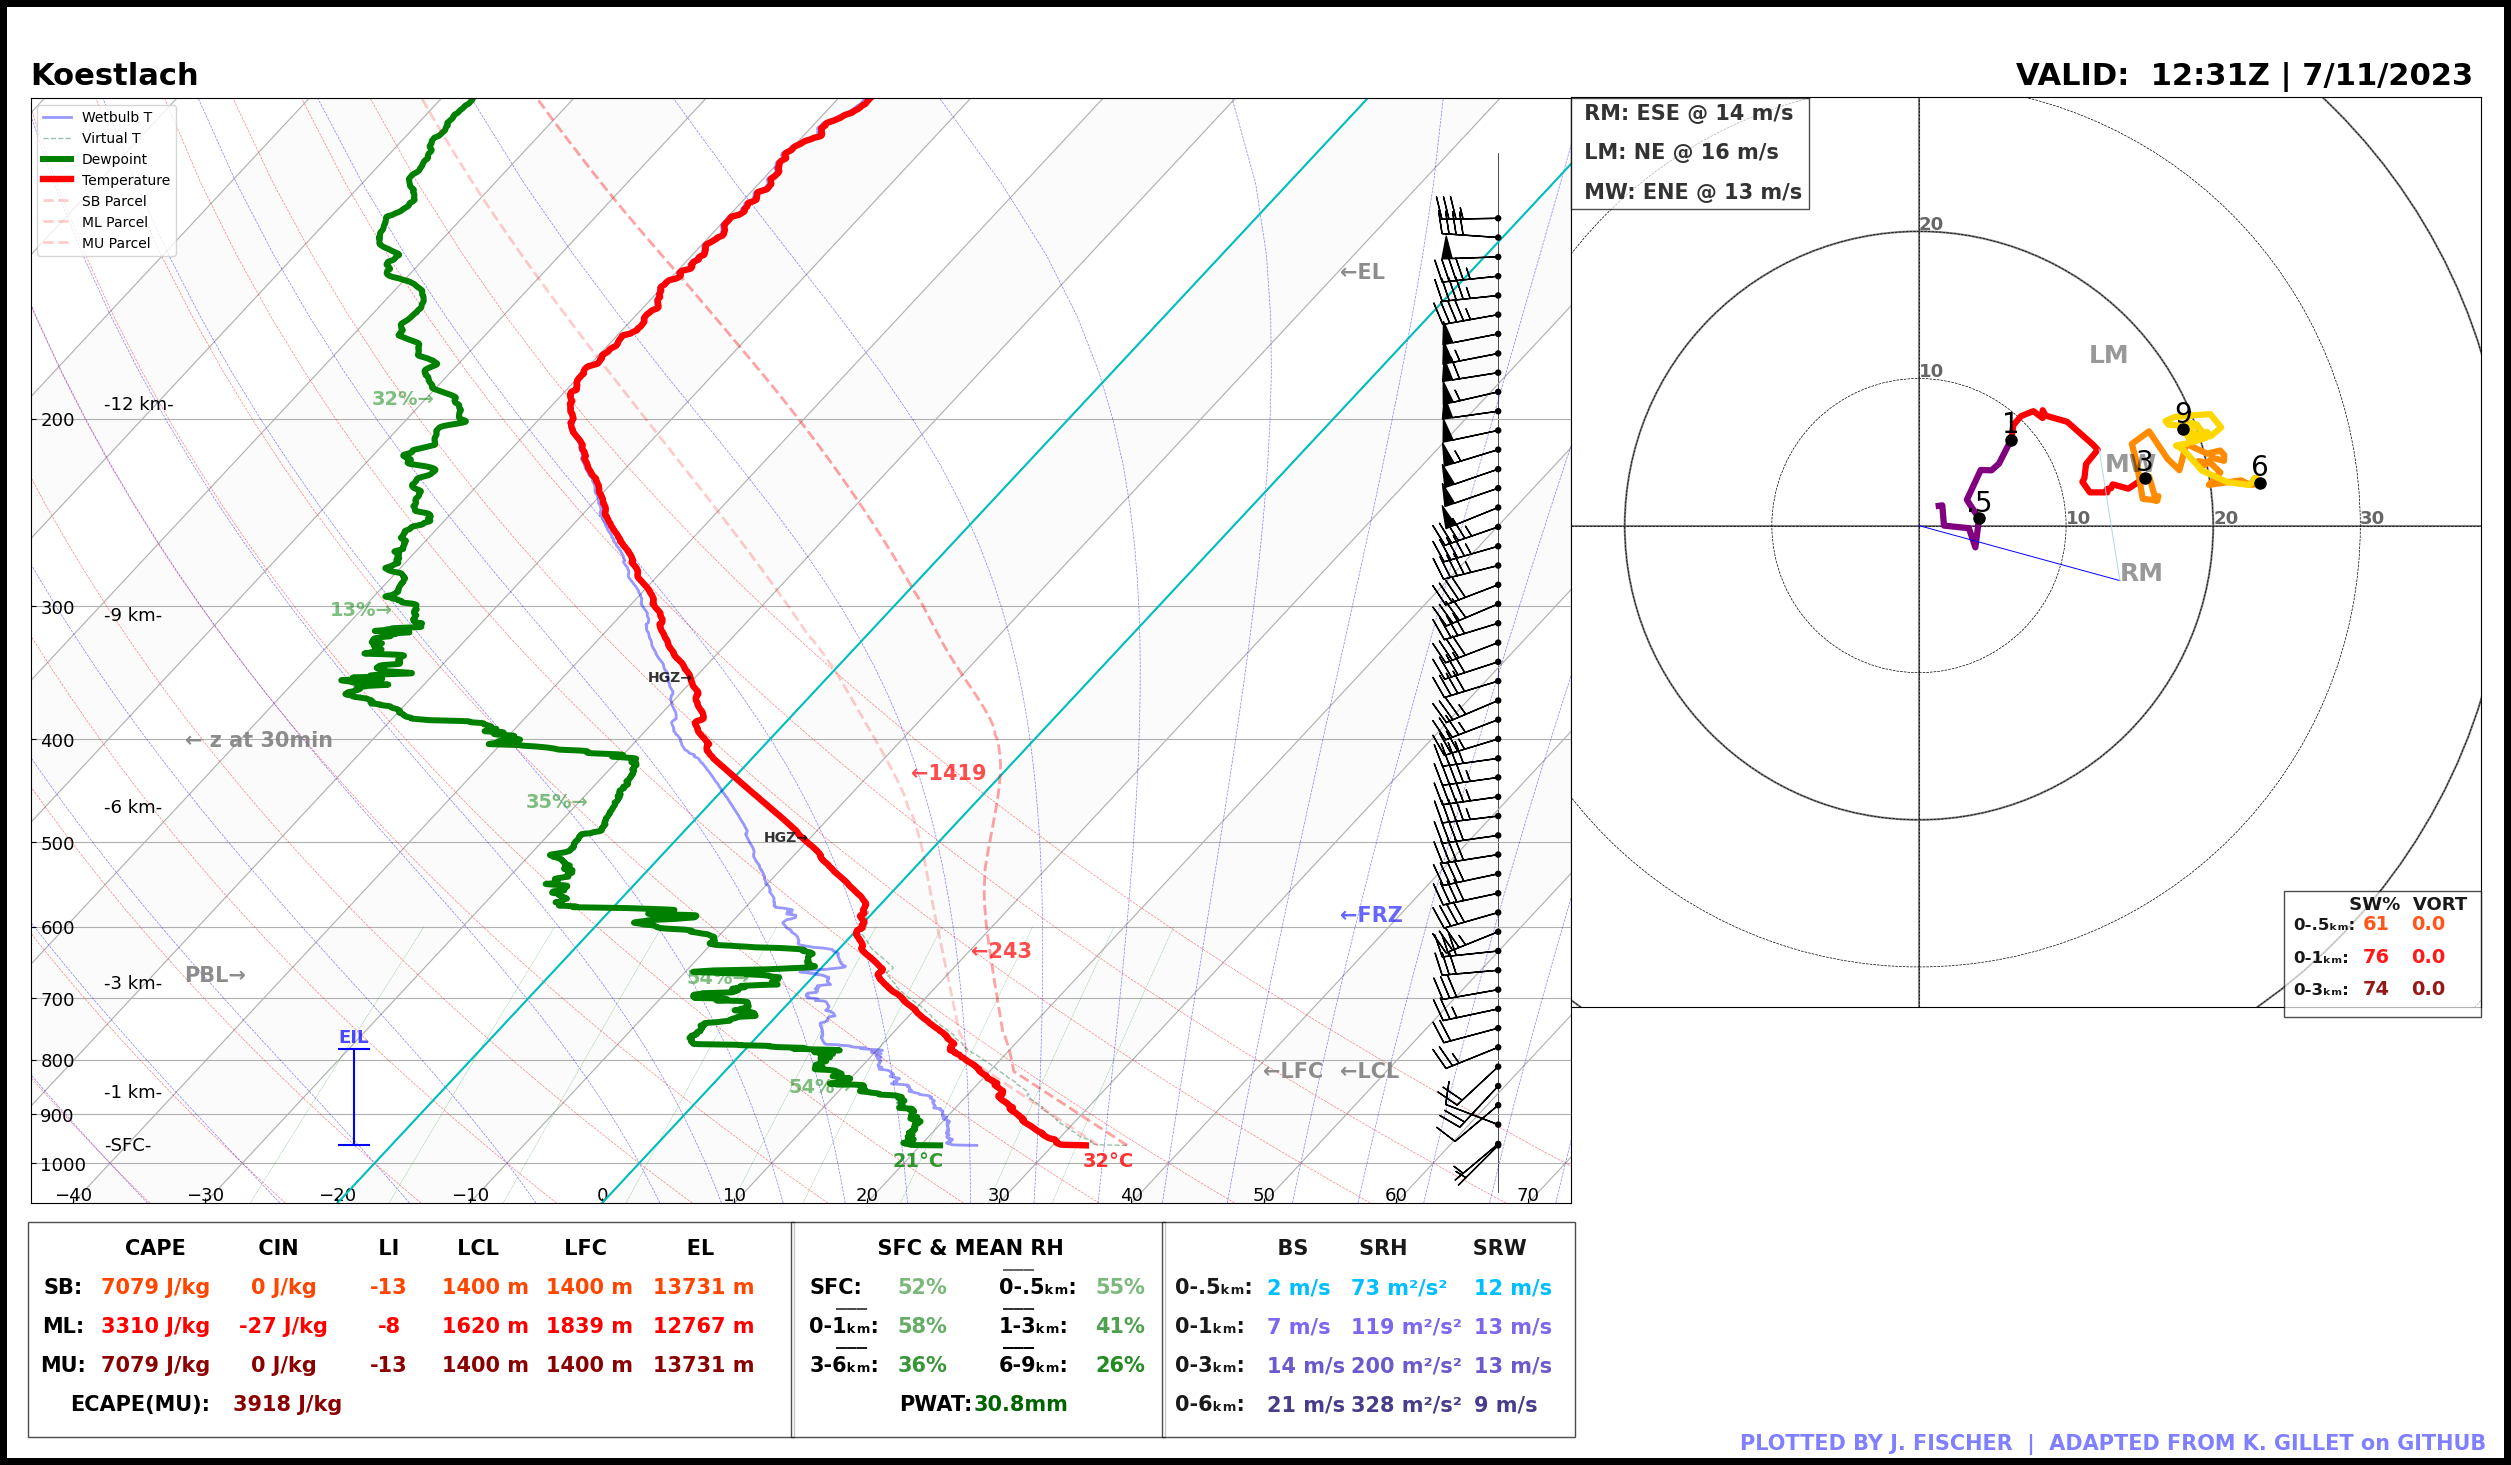 Koestlach
VALID:  12:31Z | 7/11/2023
Wetbulb T
Virtual T
Dewpoint
Temperature
SB Parcel
ML Parcel
MU Parcel
RM: ESE @ 14 m/s
LM: NE @ 16 m/s
MW: ENE @ 13 m/s
20
←EL
LM
10
32%→
-12 km-
200
9
1
MW
3
6
.5
10
20
30
RM
300
13%→
-9 km-
HGZ→
400
← z at 30min
←1419
35%→
-6 km-
HGZ→
500
SW% VORT
0-.5km: 61 0.0
0-1km: 76 0.0
0-3km: 74 0.0
←FRZ
600
←243
PBL→
54%→
-3 km-
700
EIL
800
←LFC ←LCL
54%→
-1 km-
900
-SFC-
1000
21°C
32°C
−40 −30 −20 −10 0 10 20 30 40 50 60 70
CAPE CIN LI LCL LFC EL
SB: 7079 J/kg 0 J/kg -13 1400 m 1400 m 13731 m
ML: 3310 J/kg -27 J/kg -8 1620 m 1839 m 12767 m
MU: 7079 J/kg 0 J/kg -13 1400 m 1400 m 13731 m
ECAPE(MU): 3918 J/kg
SFC & MEAN RH
SFC: 52% 0-.5km: 55%
0-1km: 58% 1-3km: 41%
3-6km: 36% 6-9km: 26%
PWAT: 30.8mm
BS SRH SRW
0-.5km: 2 m/s 73 m²/s² 12 m/s
0-1km: 7 m/s 119 m²/s² 13 m/s
0-3km: 14 m/s 200 m²/s² 13 m/s
0-6km: 21 m/s 328 m²/s² 9 m/s
PLOTTED BY J. FISCHER | ADAPTED FROM K. GILLET on GITHUB